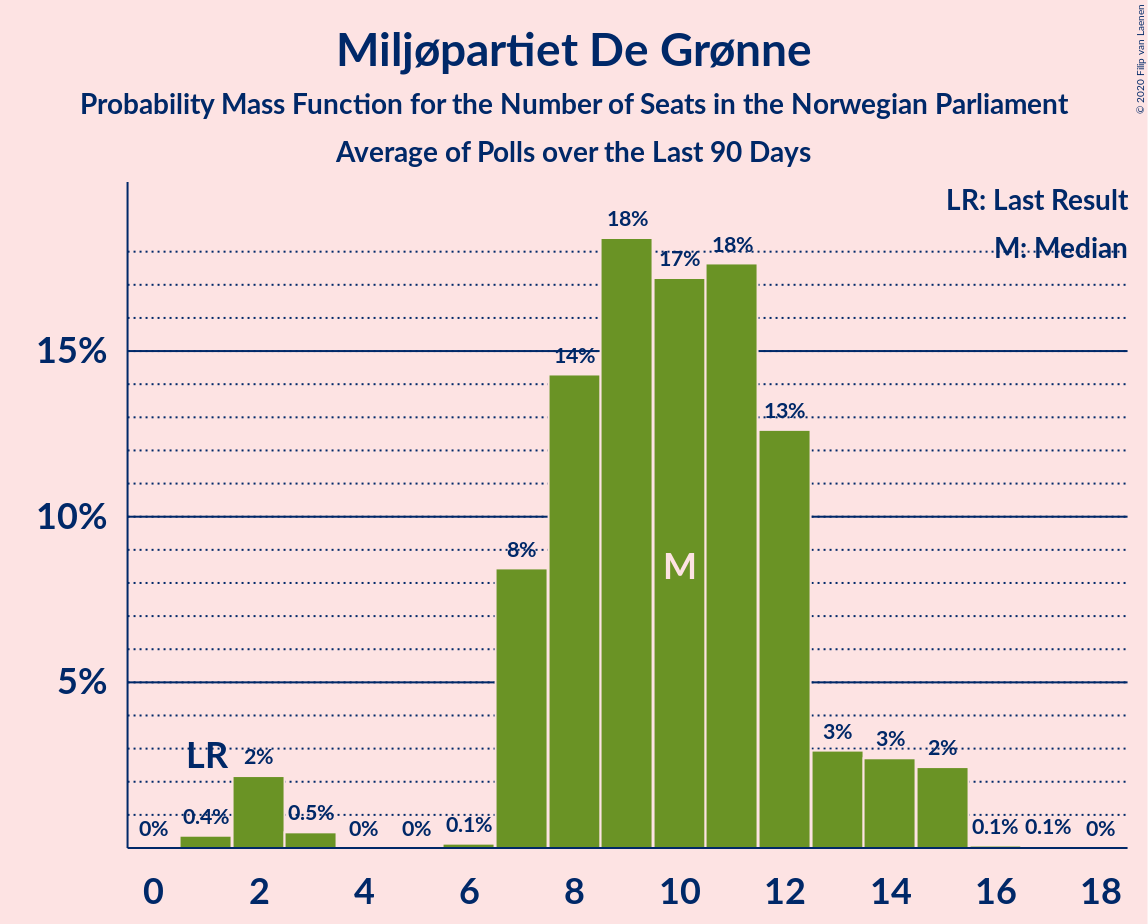 Miljøpartiet De Grønne
Probability Mass Function for the Number of Seats in the Norwegian Parliament
Average of Polls over the Last 90 Days
© 2020 Filip van Laenen
LR: Last Result
M: Median
15%
10%
5%
0%
0.4%
LR
2%
0.5%
0%
0%
0.1%
8%
14%
18%
17%
M
18%
13%
3%
3%
2%
0.1%
0.1%
0%
0 2 4 6 8 10 12 14 16 18